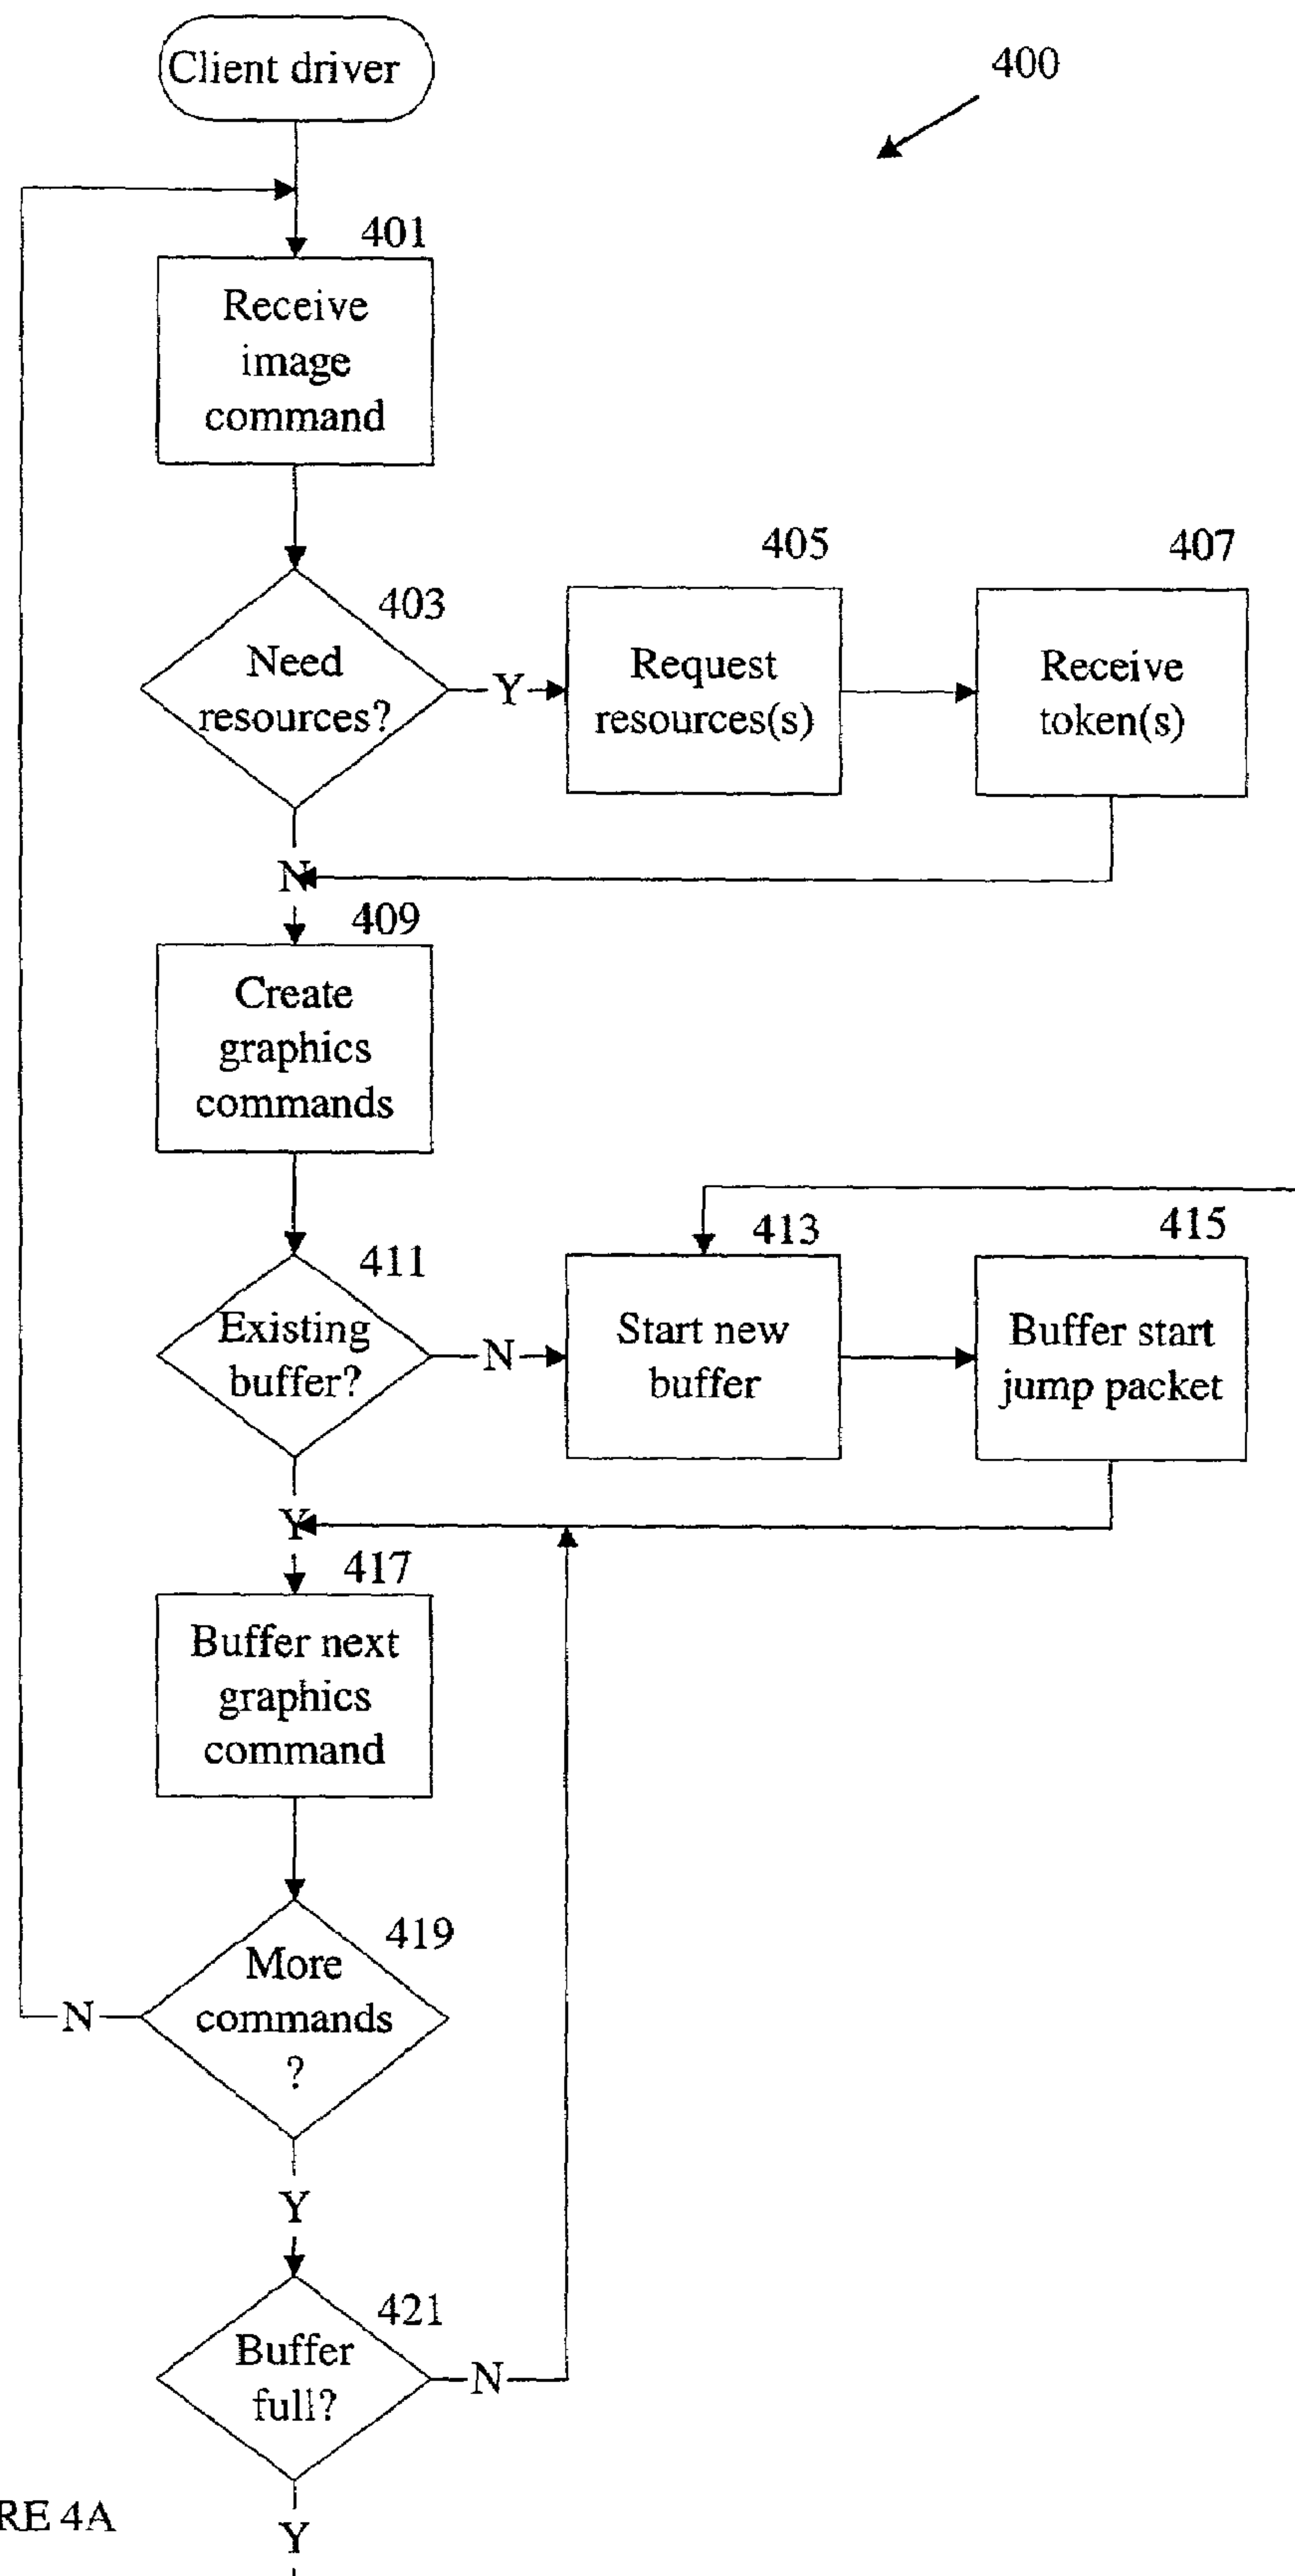 Client driver
400
401
Receive
image
command
403
Need
resources?
Y
405
Request
resources(s)
407
Receive
token(s)
N
409
Create
graphics
commands
411
Existing
buffer?
N
413
Start new
buffer
415
Buffer start
jump packet
Y
417
Buffer next
graphics
command
419
More
commands
?
N
Y
421
Buffer
full?
N
RE 4A
Y